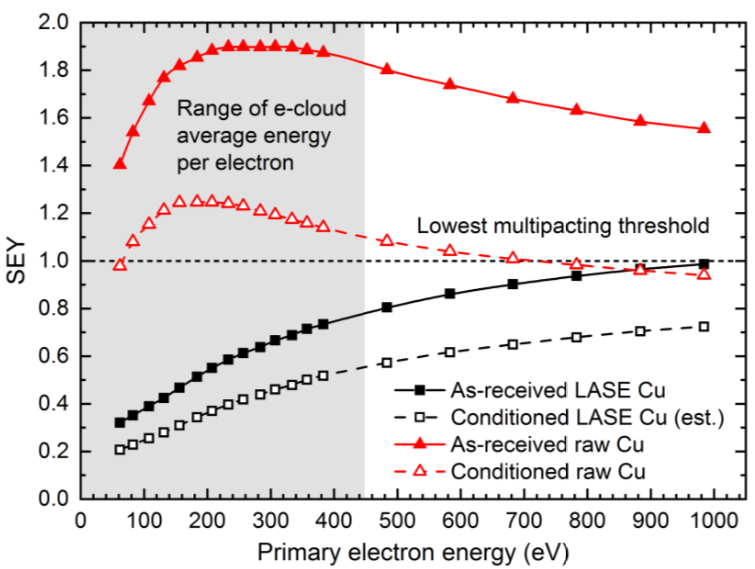 2.0
1.8
1.6
1.4
1.2
1.0
0.8
0.6
0.4
0.2
0.0
SEY
Range of e-cloud
average energy
per electron
Lowest multipacting threshold
As-received LASE Cu
Conditioned LASE Cu (est.)
As-received raw Cu
Conditioned raw Cu
0 100 200 300 400 500 600 700 800 900 1000
Primary electron energy (eV)